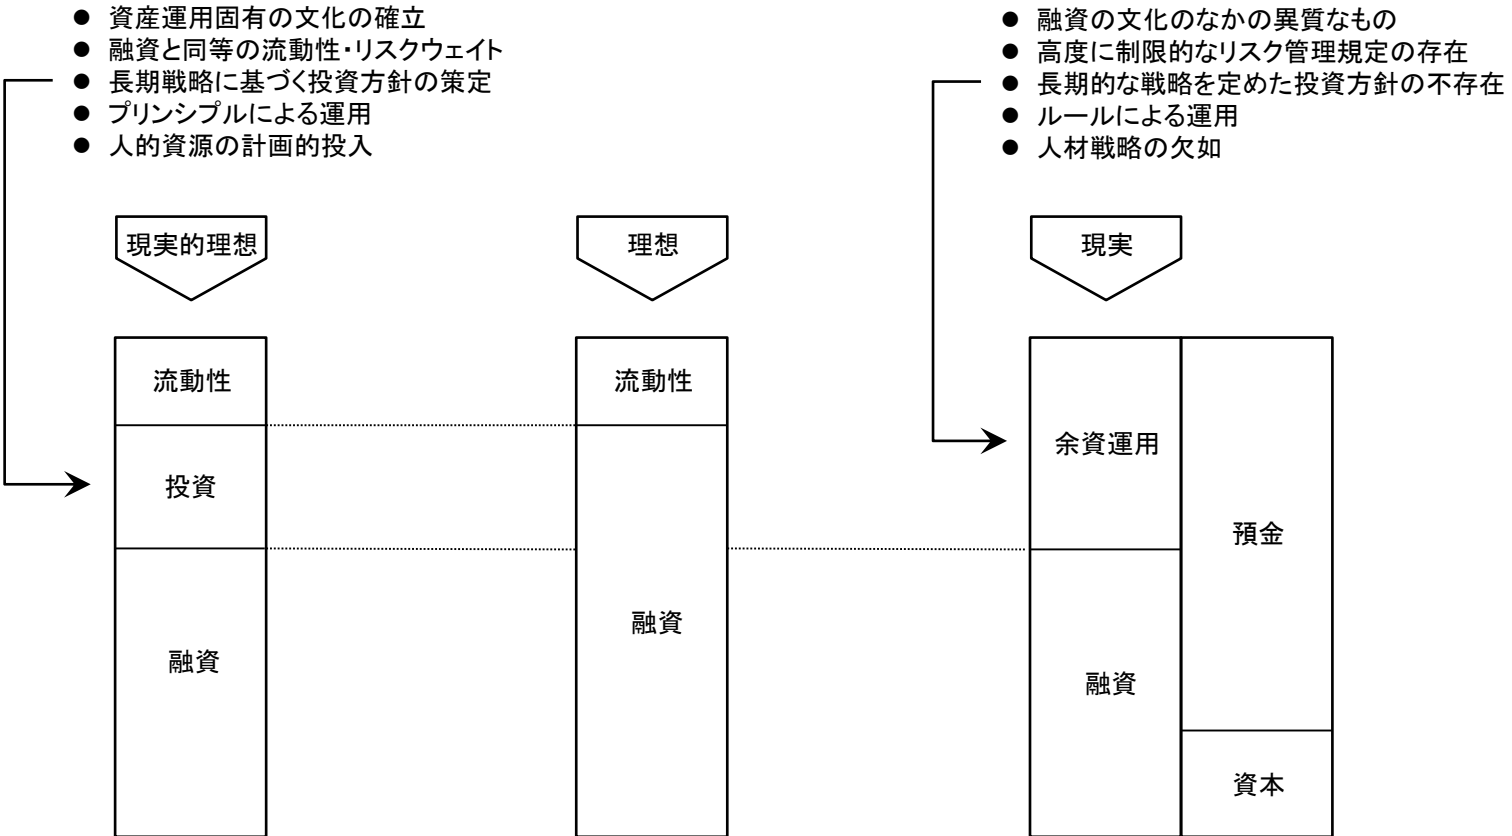 ● 資産運用固有の文化の確立
● 融資と同等の流動性・リスクウェイト
● 長期戦略に基づく投資方針の策定
● プリンシプルによる運用
● 人的資源の計画的投入
● 融資の文化のなかの異質なもの
● 高度に制限的なリスク管理規定の存在
● 長期的な戦略を定めた投資方針の不存在
● ルールによる運用
● 人材戦略の欠如
現実的理想
理想
現実
流動性
投資
融資
流動性
融資
余資運用
融資
預金
資本